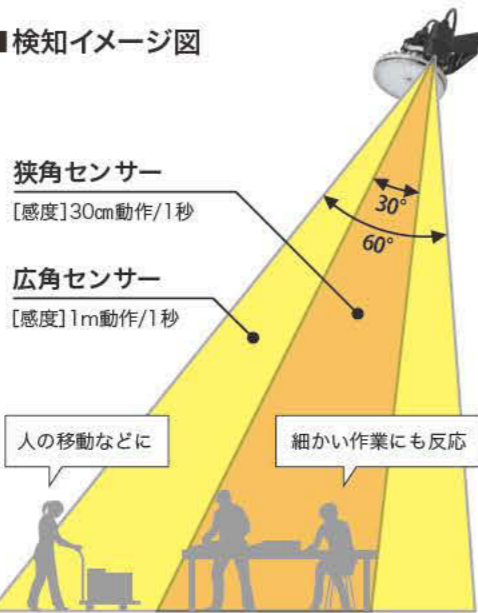 ■検知イメージ図
狭角センサー
[感度]30㎝動作/1秒
30°
60°
広角センサー
[感度]1m動作/1秒
人の移動などに
細かい作業にも反応